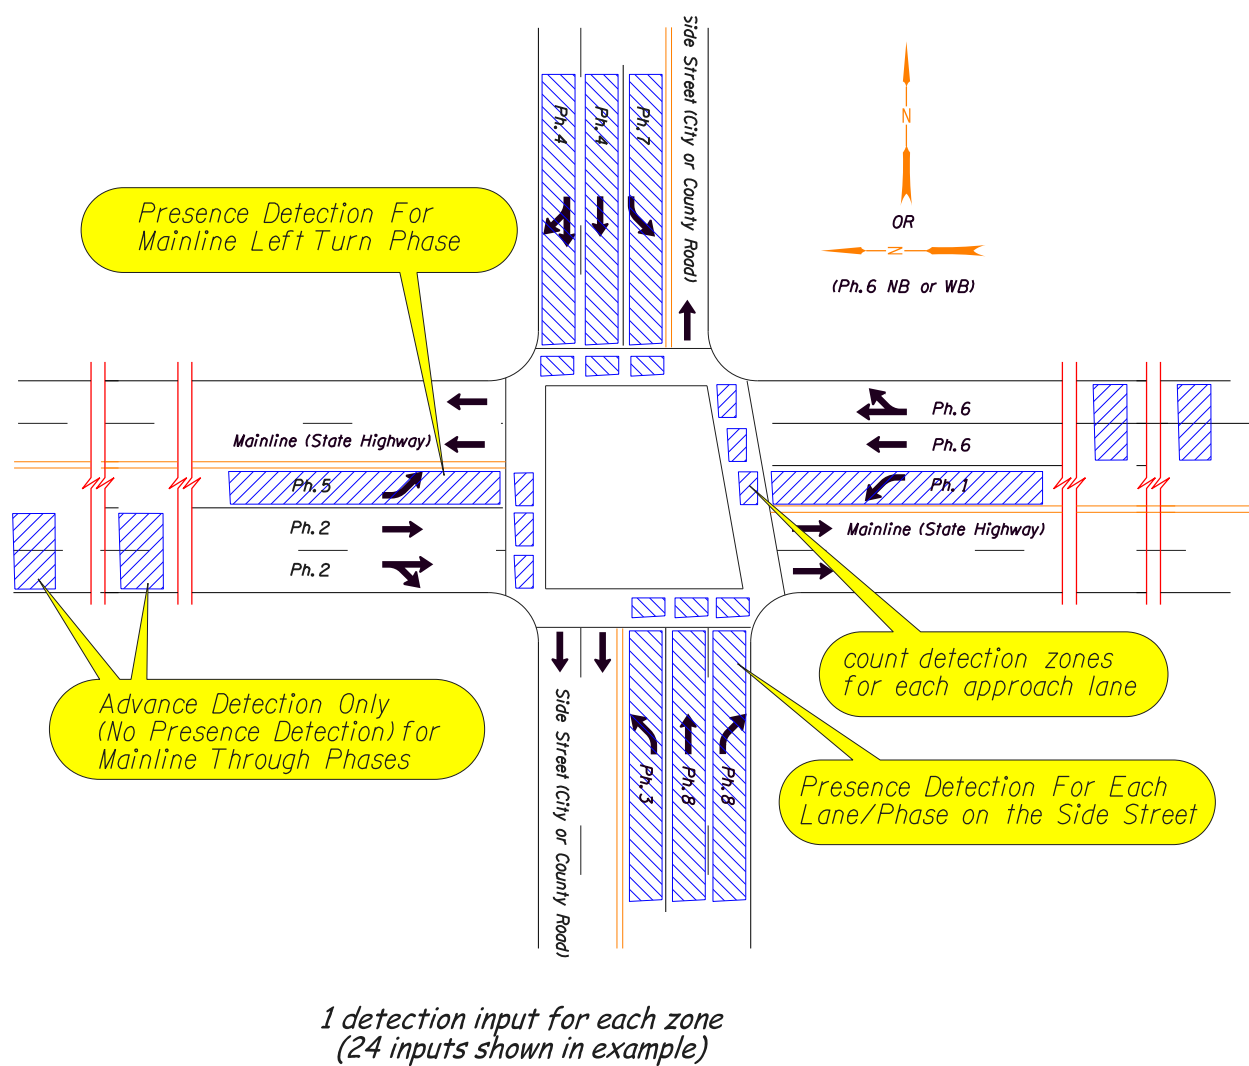 Side Street (City or County Road)
Ph.4
Ph.4
Ph.7
N
OR
N
(Ph.6 NB or WB)
Presence Detection For
Mainline Left Turn Phase
Mainline (State Highway)
Ph.6
Ph.6
Ph.5
Ph.1
Ph.2
Mainline (State Highway)
Ph.2
count detection zones
for each approach lane
Advance Detection Only
(No Presence Detection) for
Mainline Through Phases
Side Street (City or County Road)
Ph.3
Ph.8
Ph.8
Presence Detection For Each
Lane/Phase on the Side Street
1 detection input for each zone
(24 inputs shown in example)